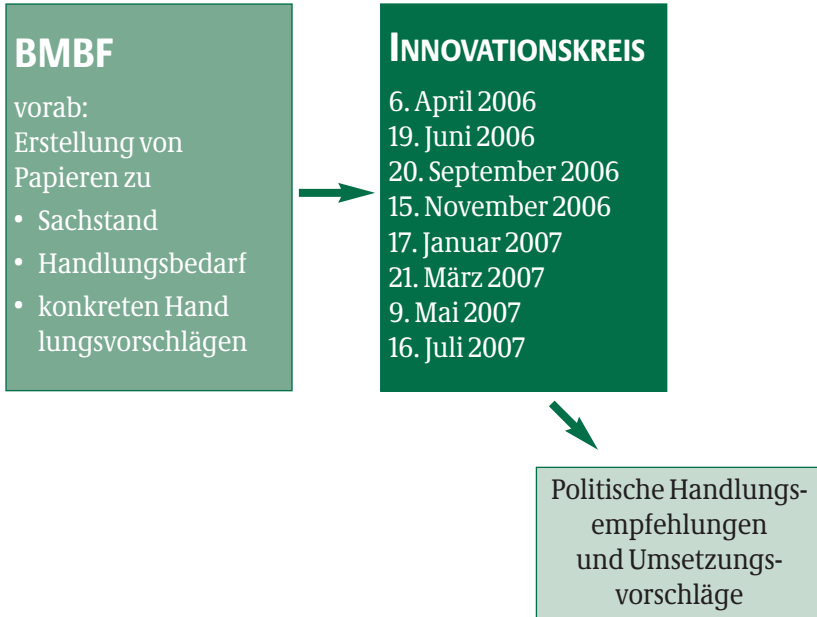 BMBF
vorab:
Erstellung von
Papieren zu
• Sachstand
• Handlungsbedarf
• konkreten Hand
lungsvorschlägen
INNOVATIONSKREIS
6. April 2006
19. Juni 2006
20. September 2006
15. November 2006
17. Januar 2007
21. März 2007
9. Mai 2007
16. Juli 2007
Politische Handlungs-
empfehlungen
und Umsetzungs-
vorschläge